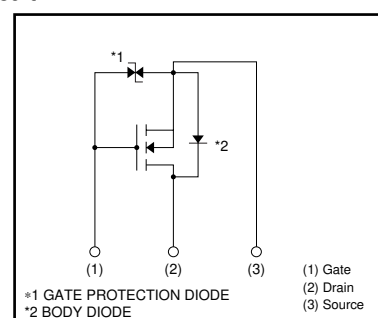 *1
*2
(1)
(2)
(3)
(1) Gate
(2) Drain
(3) Source
∗1 GATE PROTECTION DIODE
*2 BODY DIODE